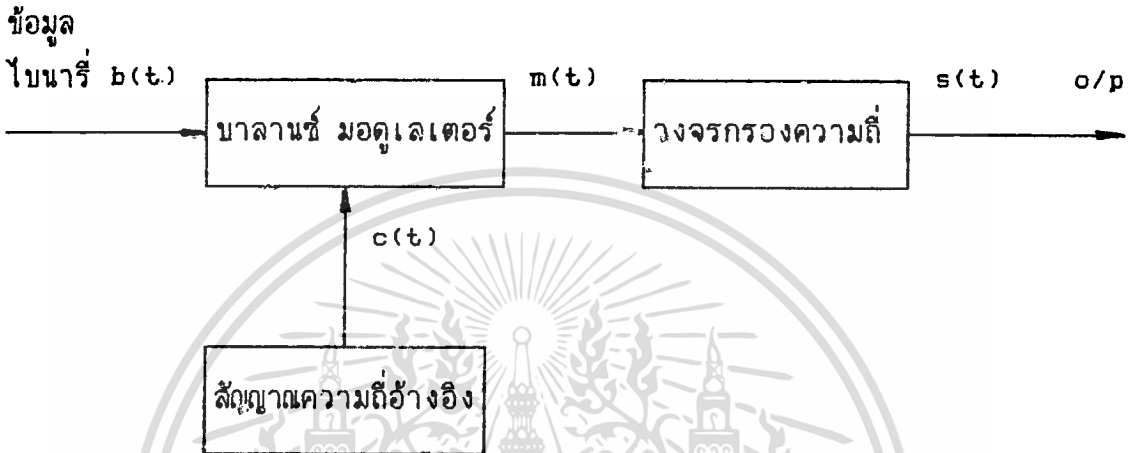 ข้อมูล
ไบนารี่ b(t) m(t) s(t) o/p
บาลานซ์ มอดูเลเตอร์ วงจรกรองความถี่
c(t)
สัญญาณความถี่อ้างอิง